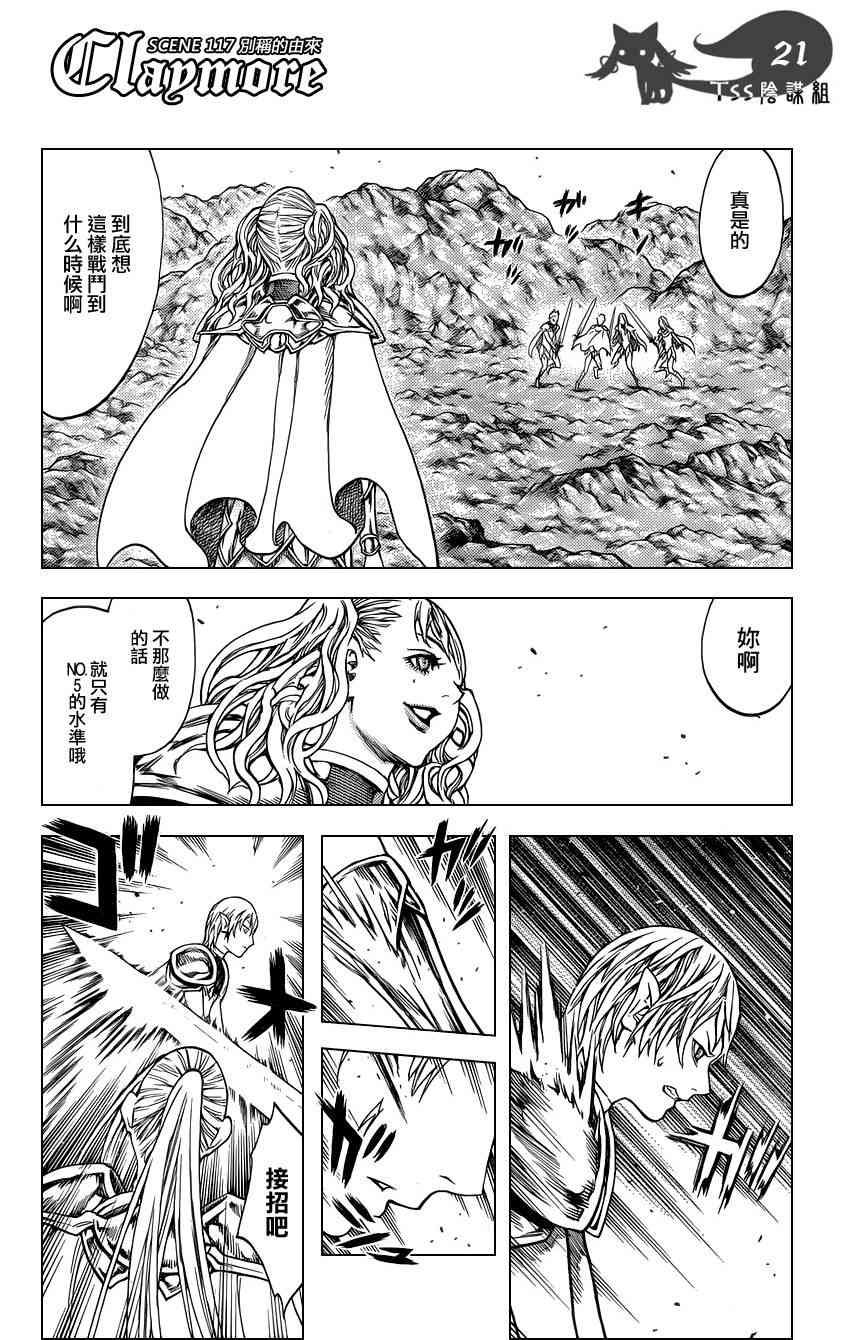 SCENE 117 別稱的由來
Claymore
21
Tss陰謀組
真是的
到底想
這樣戰鬥到
什么時候啊
妳啊
不那麼做
的話
就只有
NO.5的水準哦
接招吧